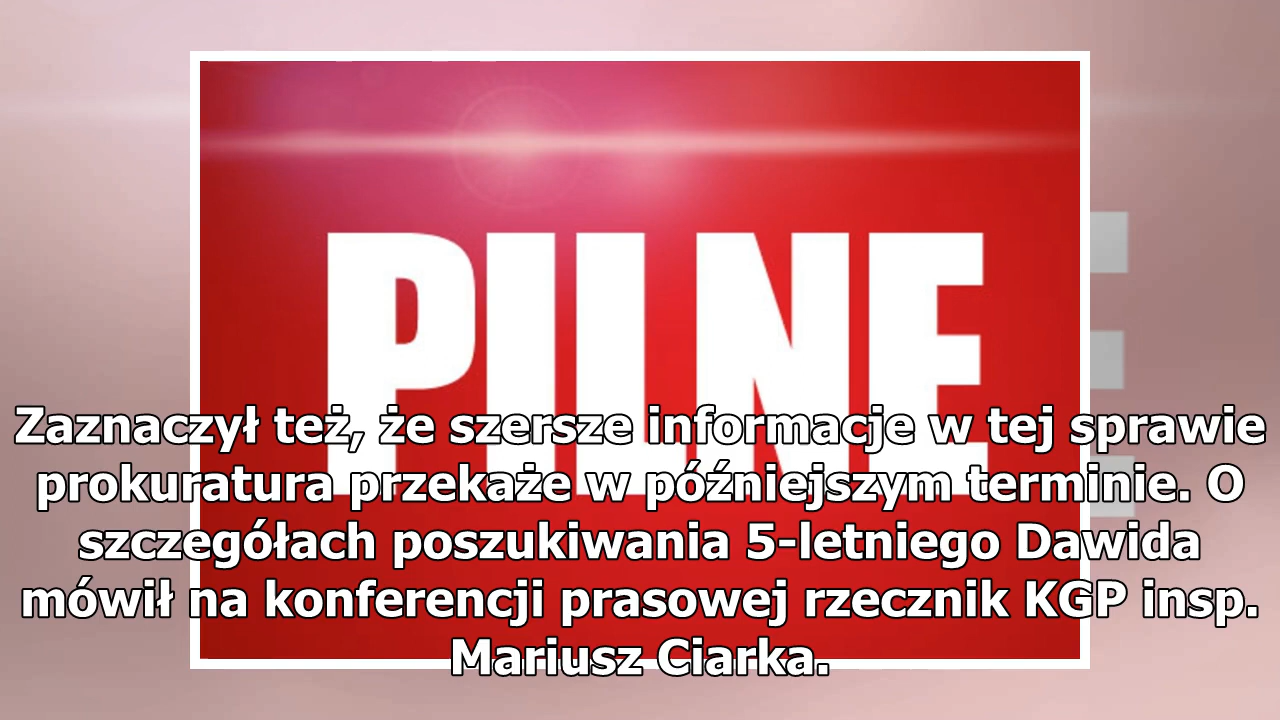 PILNE
Zaznaczył też, że szersze informacje w tej sprawie
prokuratura przekaże w późniejszym terminie. O
szczegółach poszukiwania 5-letniego Dawida
mówił na konferencji prasowej rzecznik KGP insp.
Mariusz Ciarka.